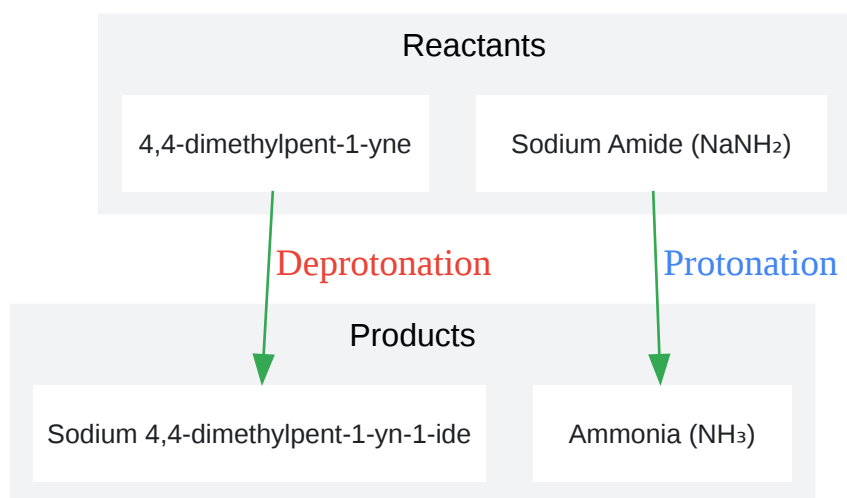 Reactants
4,4-dimethylpent-1-yne
Sodium Amide (NaNH₂)
Deprotonation
Protonation
Products
Sodium 4,4-dimethylpent-1-yn-1-ide
Ammonia (NH₃)